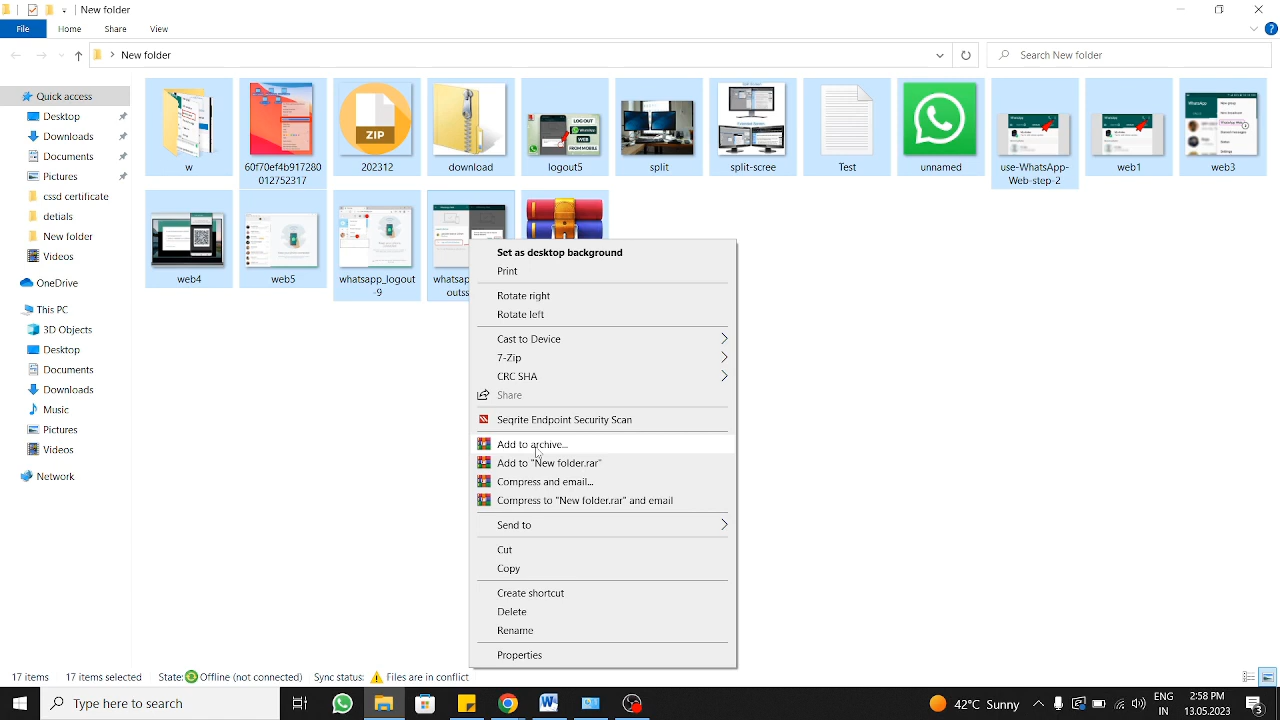 New folder
File Home Share View
New folder
Search New folder
Quick access
Desktop
Downloads
Documents
Pictures
cssd certificate
detials
New folder
Videos
OneDrive
This PC
3D Objects
Desktop
Documents
Downloads
Music
Pictures
Videos
Network
ZIP
w
60f70ef4b917280
012752317
202312
download
logout5
split
split-scree
Test
unnamed
use-WhatsApp-
Web-step-2
web1
web3
web4
web5
whatsapp_logout
-9
whatsap
outss
Set as desktop background
Print
Rotate right
Rotate left
Cast to Device
7-Zip
CRC SHA
Share
Seqrite Endpoint Security Scan
Add to archive...
Add to "New folder.rar"
Compress and email...
Compress to "New folder.rar" and email
Send to
Cut
Copy
Create shortcut
Delete
Rename
Properties
17 items 17 items selected State: Offline (not connected) Sync status: Files are in conflict
Type here to search
42°C Sunny
ENG
IN
2:58 PM
13.05.2023
3